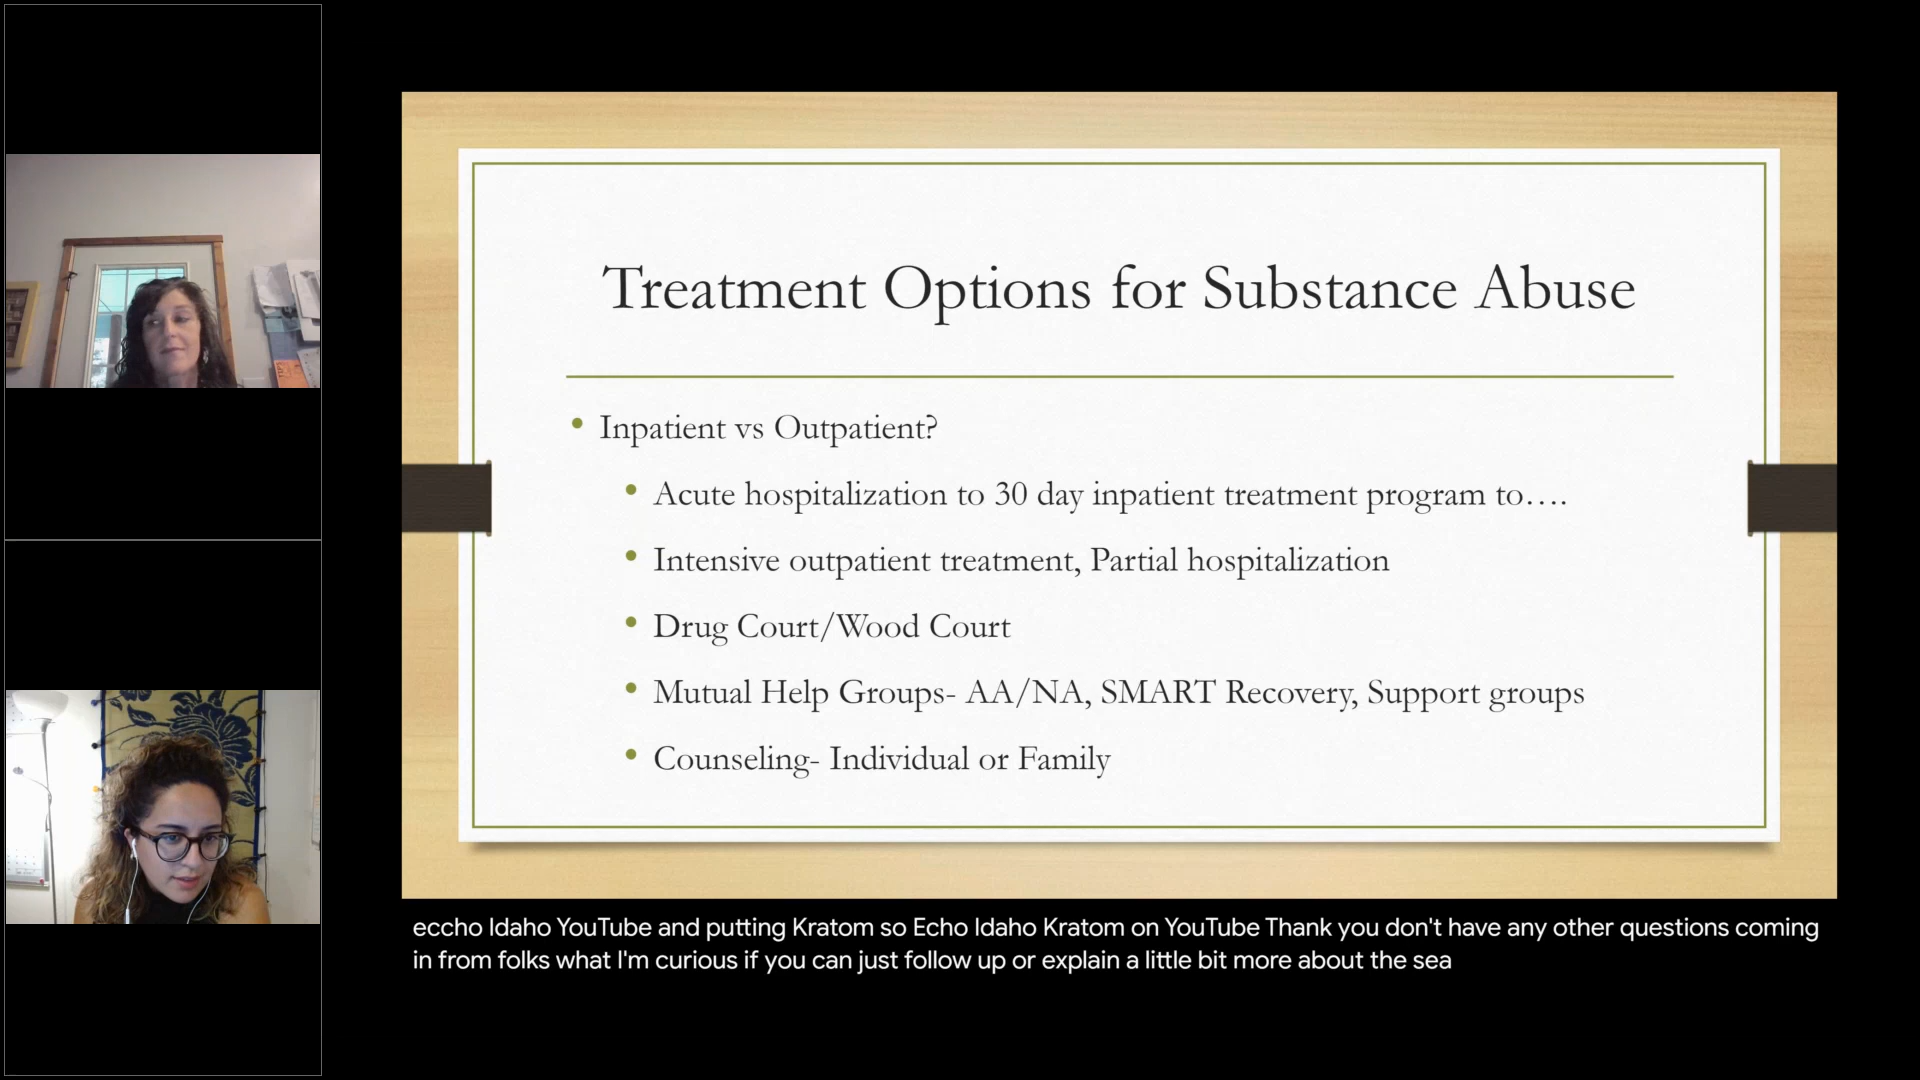 Treatment Options for Substance Abuse
Inpatient vs Outpatient?
Acute hospitalization to 30 day inpatient treatment program to….
Intensive outpatient treatment, Partial hospitalization
Drug Court/Wood Court
Mutual Help Groups- AA/NA, SMART Recovery, Support groups
Counseling- Individual or Family
eccho Idaho YouTube and putting Kratom so Echo Idaho Kratom on YouTube Thank you don't have any other questions coming
in from folks what I'm curious if you can just follow up or explain a little bit more about the sea